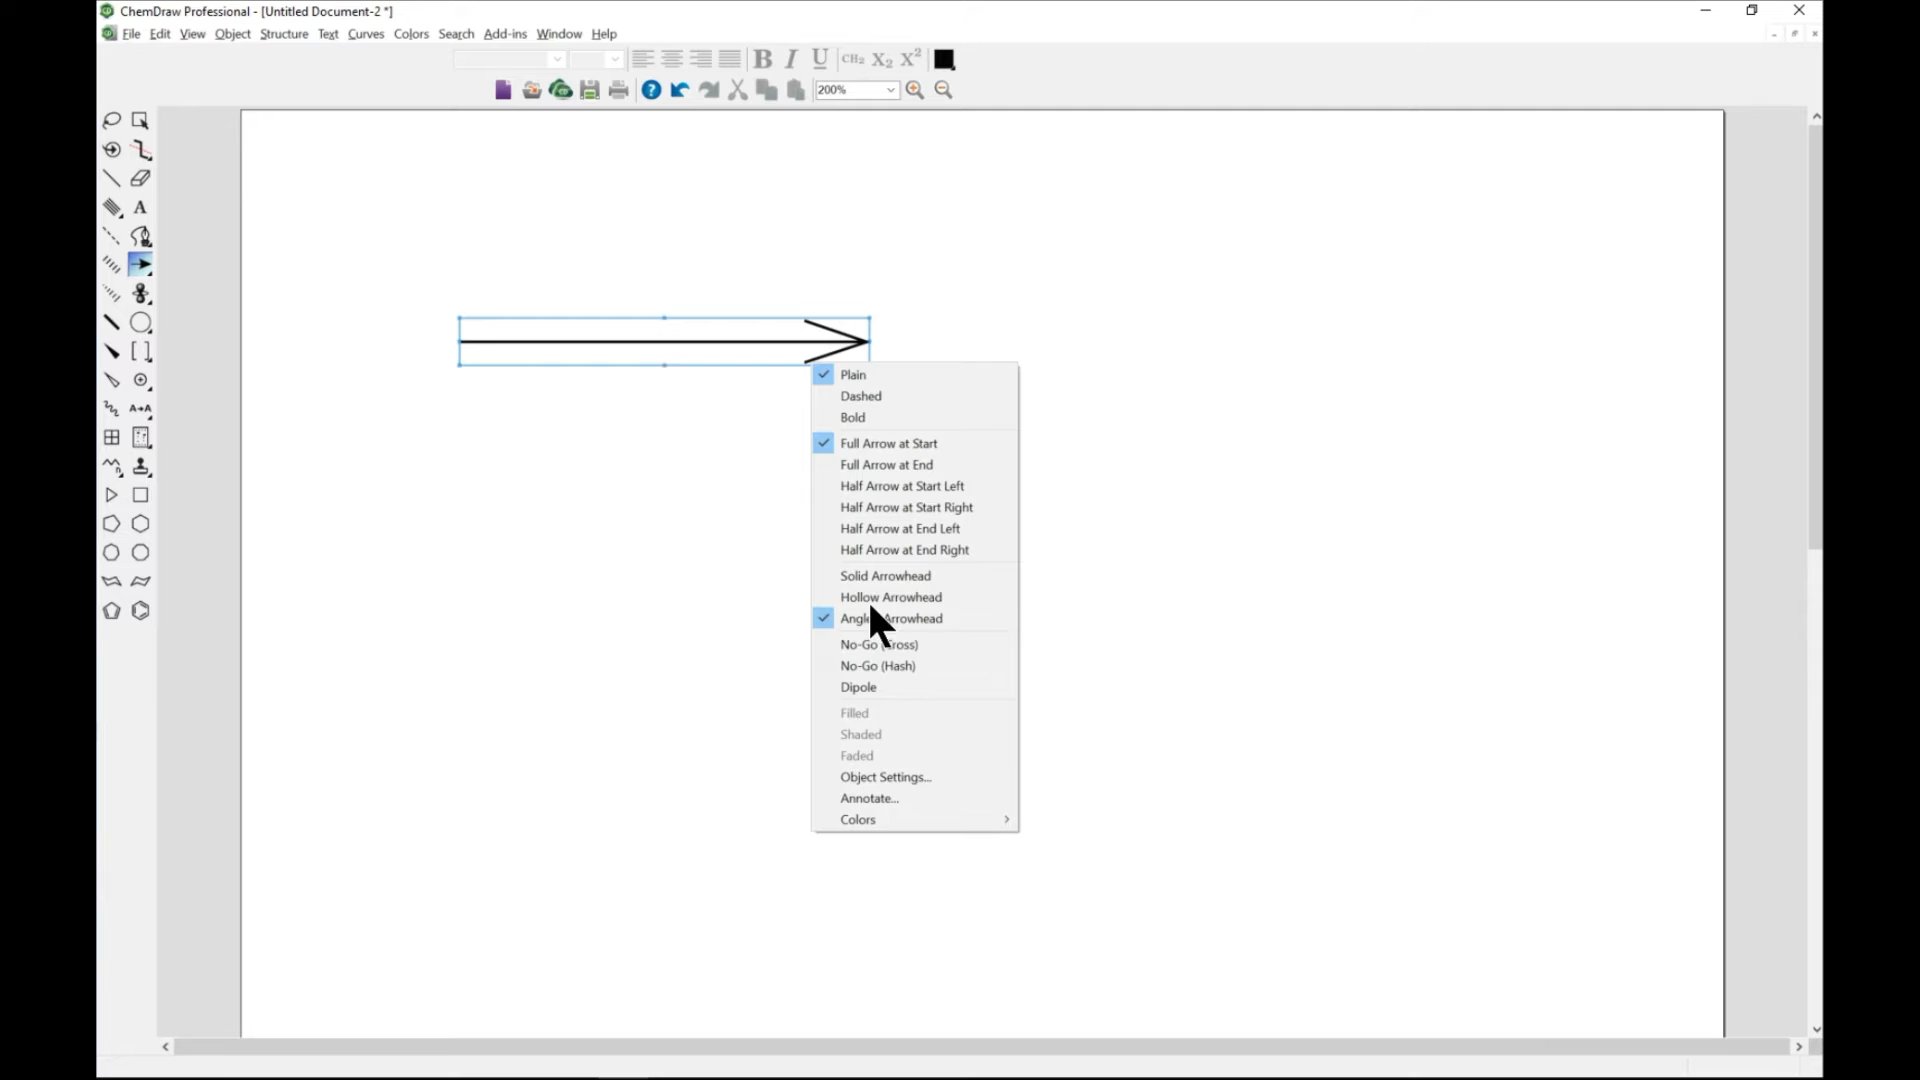 ChemDraw Professional - [Untitled Document-2 *]
File Edit View Object Structure Text Curves Colors Search Add-ins Window Help
B I U CH2 X2 X2
200%
A
Plain
Dashed
Bold
Full Arrow at Start
Full Arrow at End
Half Arrow at Start Left
Half Arrow at Start Right
Half Arrow at End Left
Half Arrow at End Right
Solid Arrowhead
Hollow Arrowhead
Arrowhead
No-Go
No-Go (Hash)
Dipole
Filled
Shaded
Faded
Object Settings...
Annotate...
Colors